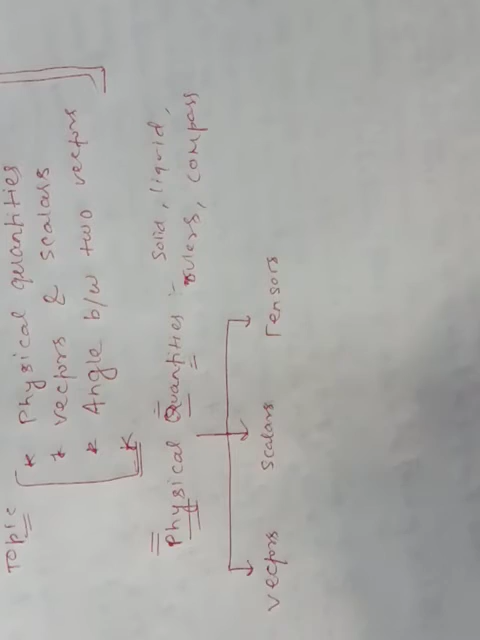 Topic
* Physical quantities
* vectors & scalars
* Angle b/w two vectors
*
Physical Quantities :- Solid, liquid,
rulers, compass
Vectors Scalars Tensors